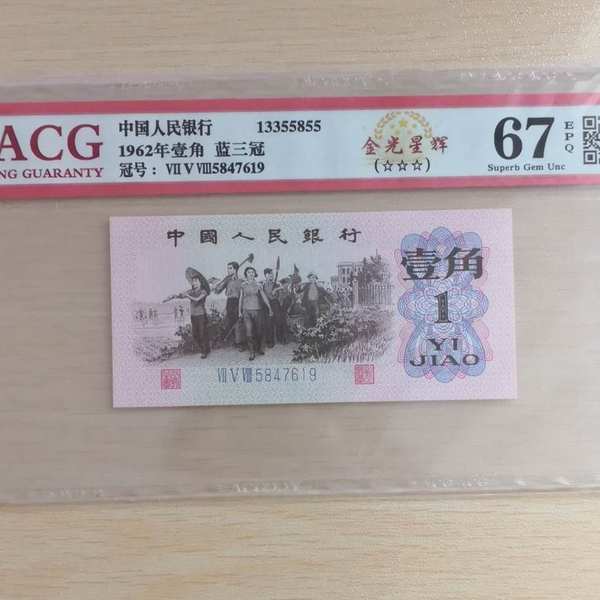 ACG
NG GUARANTY
中国人民银行 13355855
1962年壹角 蓝三冠
冠号: Ⅶ Ⅴ Ⅷ5847619
金光星辉
(☆☆☆)
67 EPQ
Superb Gem Unc
中國人民銀行
壹角
1
YI
JIAO
Ⅶ Ⅴ Ⅷ 5847619